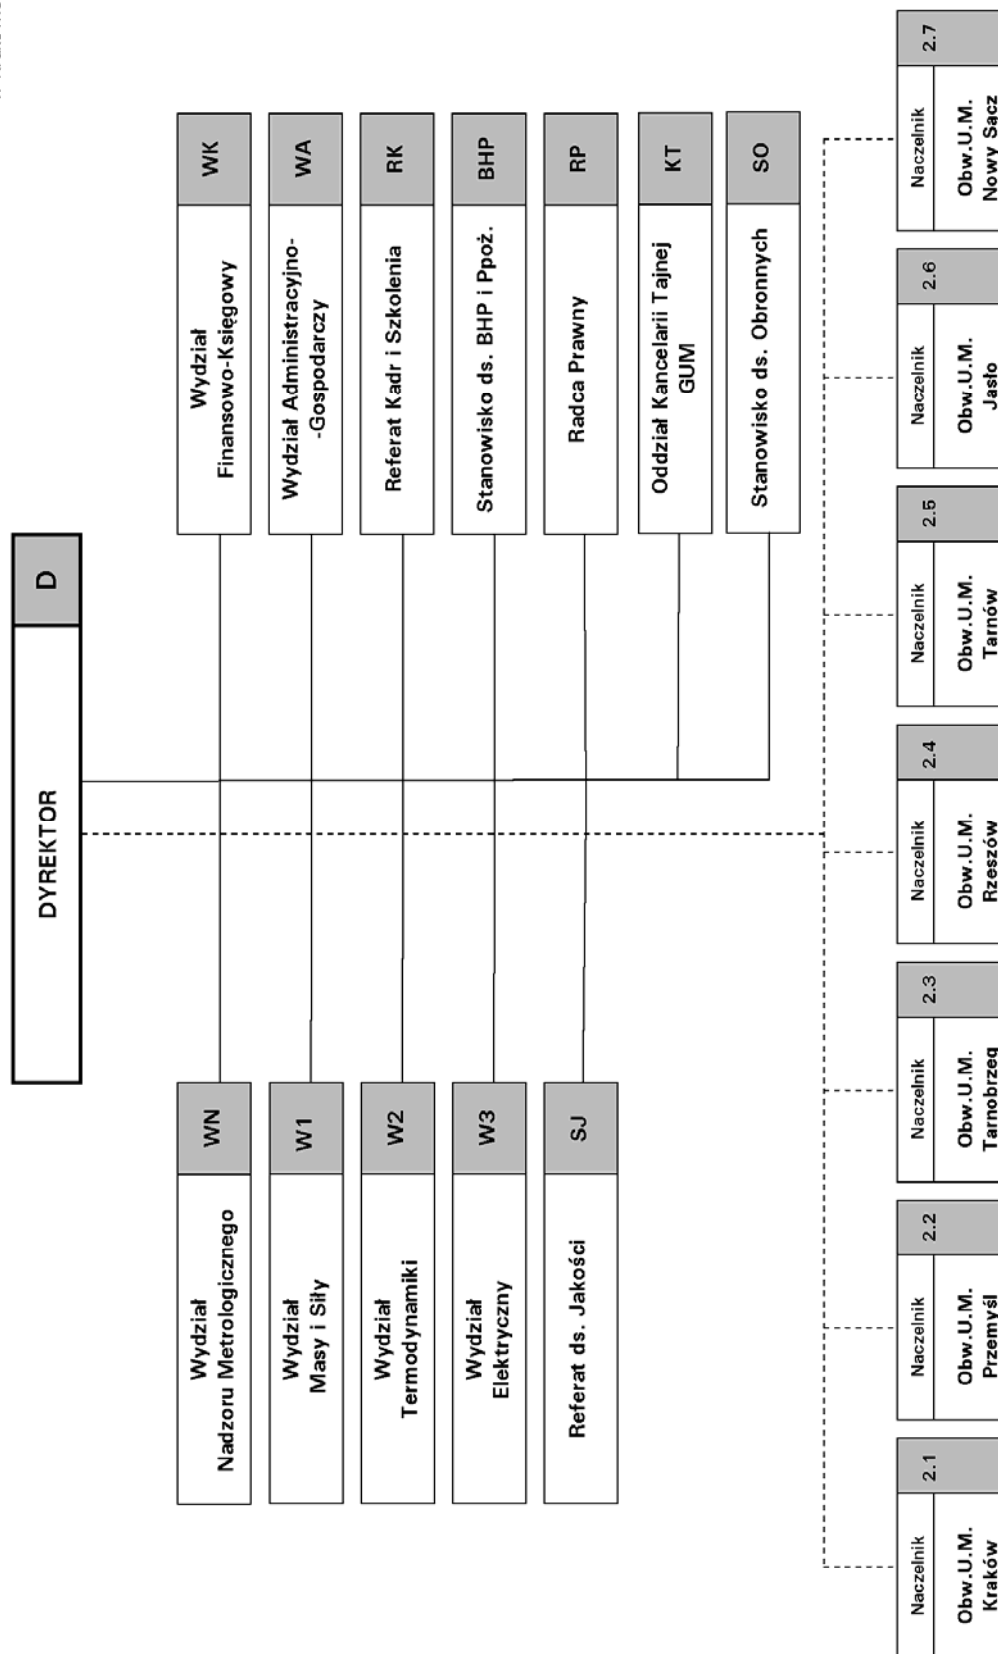 DYREKTOR
D
Wydział
Nadzoru Metrologicznego
WN
Wydział
Masy i Siły
W1
Wydział
Termodynamiki
W2
Wydział
Elektryczny
W3
Referat ds. Jakości
SJ
Wydział
Finansowo-Księgowy
WK
Wydział Administracyjno-
-Gospodarczy
WA
Referat Kadr i Szkolenia
RK
Stanowisko ds. BHP i Ppoż.
BHP
Radca Prawny
RP
Oddział Kancelarii Tajnej
GUM
KT
Stanowisko ds. Obronnych
SO
Naczelnik
2.1
Obw.U.M.
Kraków
Naczelnik
2.2
Obw.U.M.
Przemyśl
Naczelnik
2.3
Obw.U.M.
Tarnobrzeg
Naczelnik
2.4
Obw.U.M.
Rzeszów
Naczelnik
2.5
Obw.U.M.
Tarnów
Naczelnik
2.6
Obw.U.M.
Jasło
Naczelnik
2.7
Obw.U.M.
Nowy Sacz